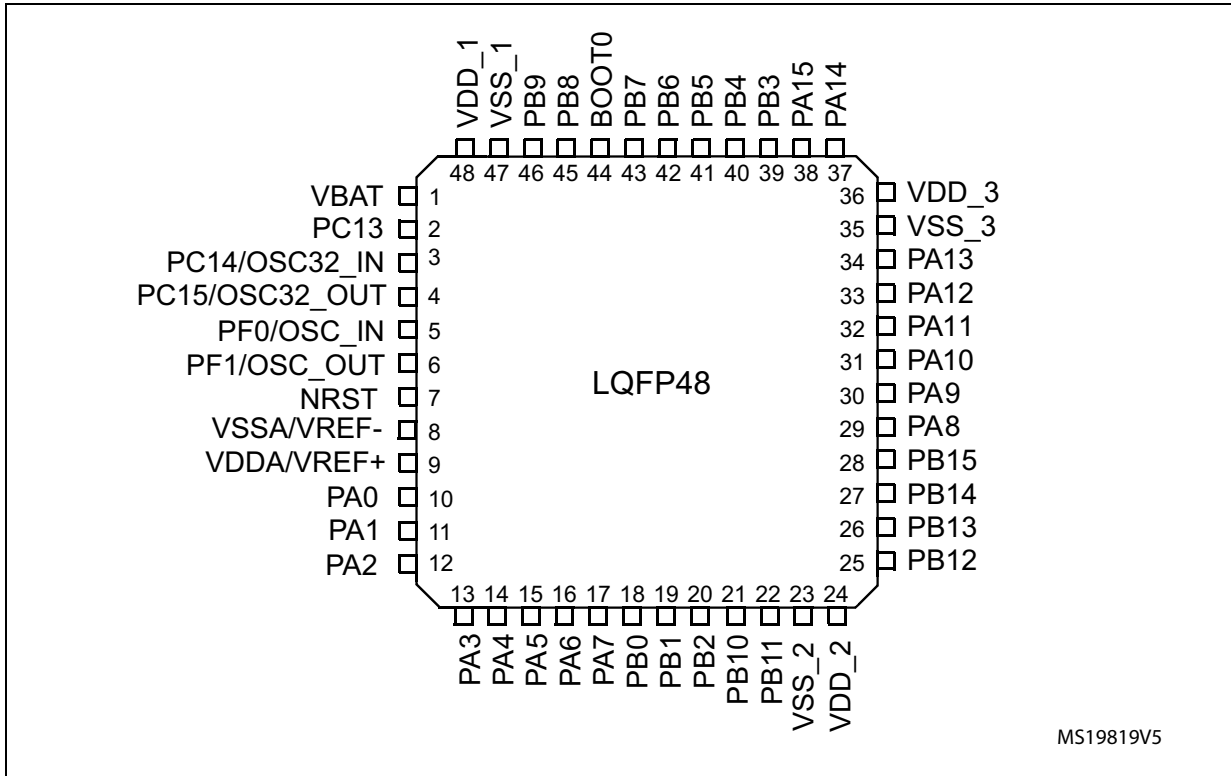 VDD_1
VSS_1
PB9
PB8
BOOT0
PB7
PB6
PB5
PB4
PB3
PA15
PA14
48 47 46 45 44 43 42 41 40 39 38 37
VBAT 1
PC13 2
PC14/OSC32_IN 3
PC15/OSC32_OUT 4
PF0/OSC_IN 5
PF1/OSC_OUT 6
NRST 7
VSSA/VREF- 8
VDDA/VREF+ 9
PA0 10
PA1 11
PA2 12
LQFP48
36 VDD_3
35 VSS_3
34 PA13
33 PA12
32 PA11
31 PA10
30 PA9
29 PA8
28 PB15
27 PB14
26 PB13
25 PB12
13 14 15 16 17 18 19 20 21 22 23 24
PA3
PA4
PA5
PA6
PA7
PB0
PB1
PB2
PB10
PB11
VSS_2
VDD_2
MS19819V5